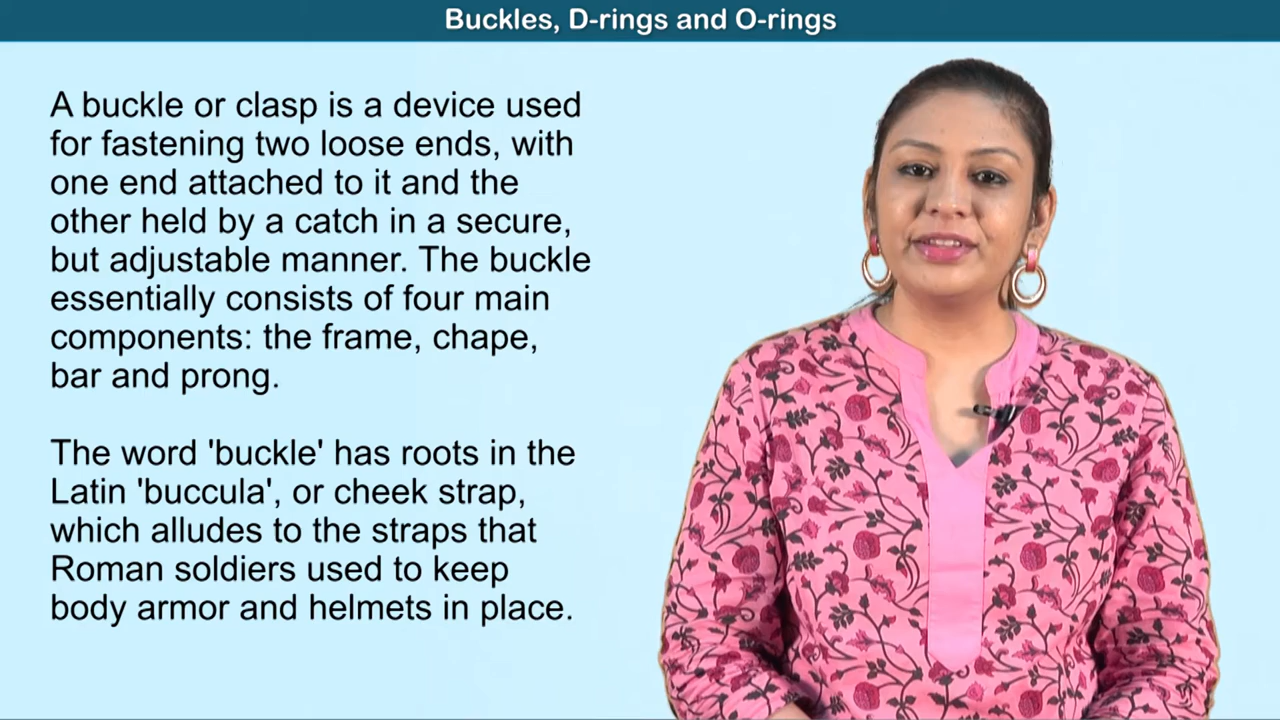 Buckles, D-rings and O-rings
A buckle or clasp is a device used
for fastening two loose ends, with
one end attached to it and the
other held by a catch in a secure,
but adjustable manner. The buckle
essentially consists of four main
components: the frame, chape,
bar and prong.
The word 'buckle' has roots in the
Latin 'buccula', or cheek strap,
which alludes to the straps that
Roman soldiers used to keep
body armor and helmets in place.